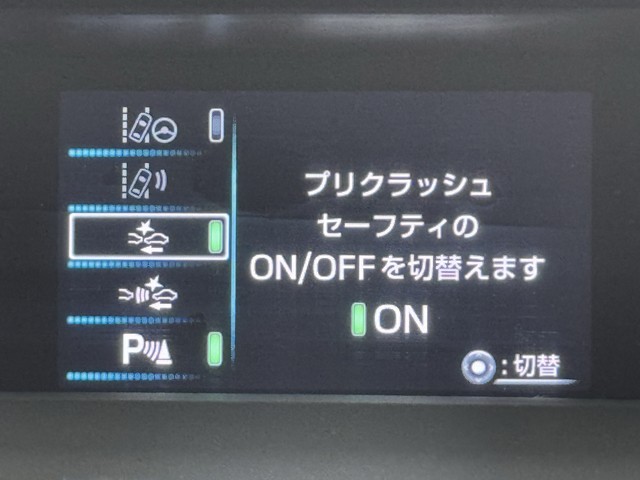 プリクラッシュ
セーフティの
ON/OFFを切替えます
ON
P
:切替